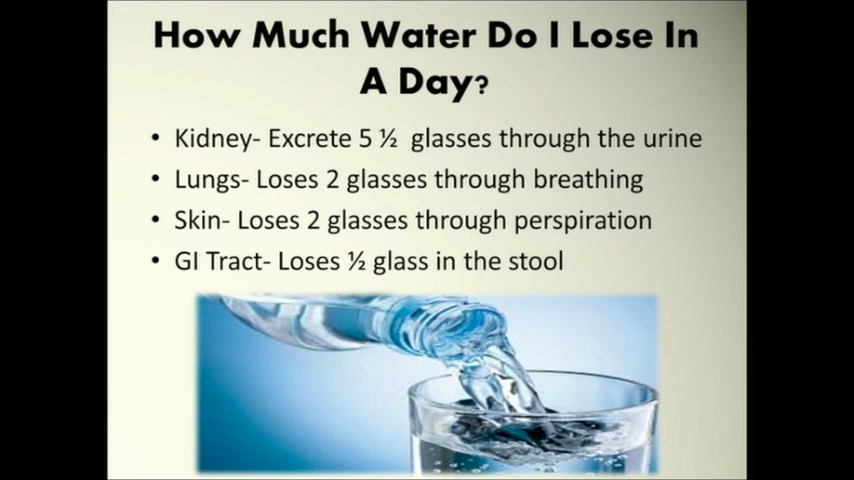 How Much Water Do I Lose In
A Day?
• Kidney- Excrete 5 ½ glasses through the urine
• Lungs- Loses 2 glasses through breathing
• Skin- Loses 2 glasses through perspiration
• GI Tract- Loses ½ glass in the stool